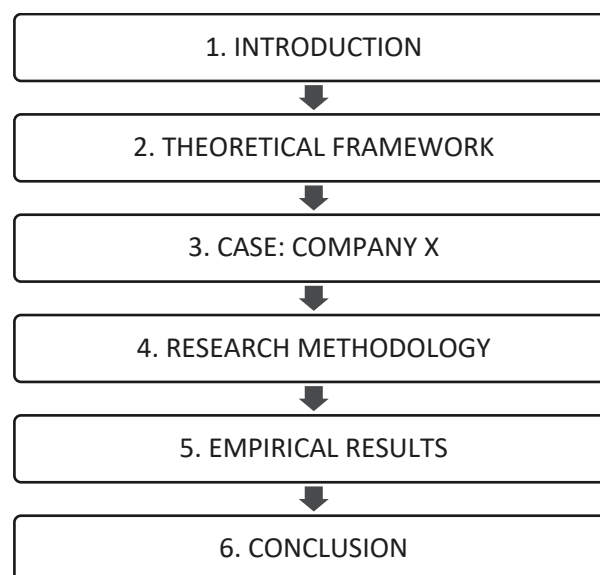 1. INTRODUCTION
2. THEORETICAL FRAMEWORK
3. CASE: COMPANY X
4. RESEARCH METHODOLOGY
5. EMPIRICAL RESULTS
6. CONCLUSION